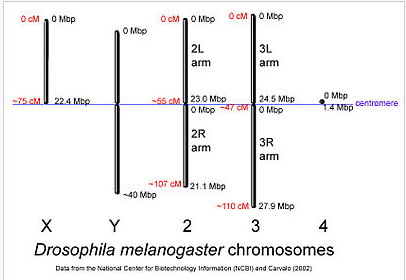 0 cM 0 Mbp
0 Mbp
0 cM 0 Mbp
0 cM 0 Mbp
2L
arm
3L
arm
~75 cM 22.4 Mbp
~55 cM 23.0 Mbp
0 Mbp
~47 cM 24.5 Mbp
0 Mbp
0 Mbp
1.4 Mbp
centromere
2R
arm
3R
arm
~107 cM 21.1 Mbp
~40 Mbp
~110 cM 27.9 Mbp
X Y 2 3 4
Drosophila melanogaster chromosomes
Data from the National Center for Biotechnology Information (NCBI) and Carvalo (2002)